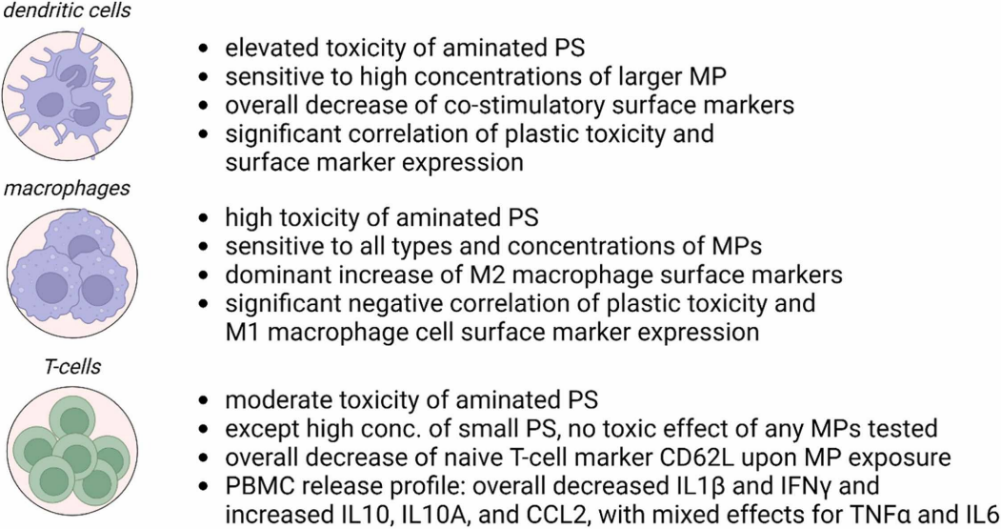 dendritic cells
• elevated toxicity of aminated PS
• sensitive to high concentrations of larger MP
• overall decrease of co-stimulatory surface markers
• significant correlation of plastic toxicity and
surface marker expression
macrophages
• high toxicity of aminated PS
• sensitive to all types and concentrations of MPs
• dominant increase of M2 macrophage surface markers
• significant negative correlation of plastic toxicity and
M1 macrophage cell surface marker expression
T-cells
• moderate toxicity of aminated PS
• except high conc. of small PS, no toxic effect of any MPs tested
• overall decrease of naive T-cell marker CD62L upon MP exposure
• PBMC release profile: overall decreased IL1β and IFNγ and
increased IL10, IL10A, and CCL2, with mixed effects for TNFα and IL6